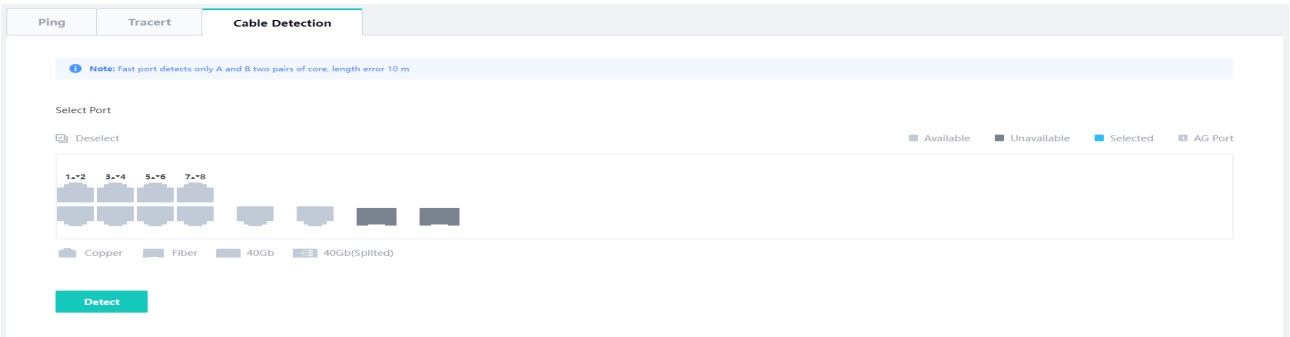 Ping Tracert Cable Detection
Note: Fast port detects only A and B two pairs of core, length error 10 m
Select Port
Deselect Available Unavailable Selected AG Port
1 2 3 4 5 6 7 8
Copper Fiber 40Gb 40Gb(Splited)
Detect